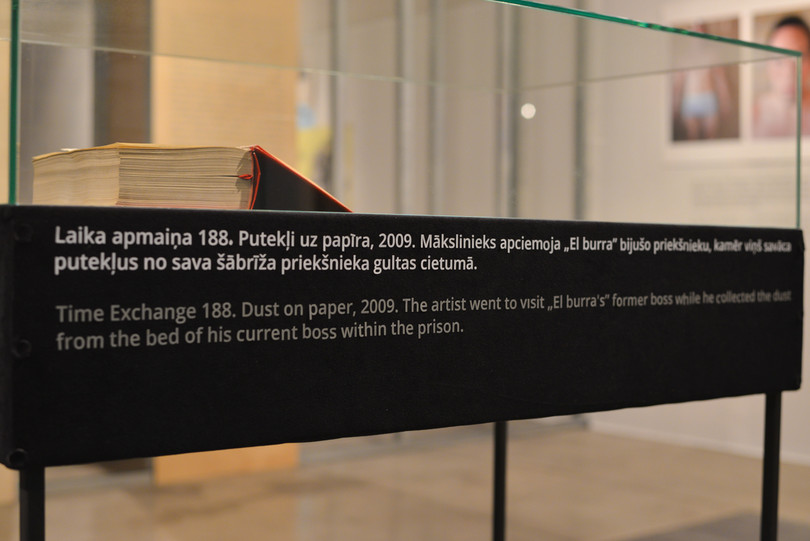 Laika apmaiņa 188. Putekļi uz papīra, 2009. Mākslinieks apciemoja „El burra” bijušo priekšnieku, kamēr viņš savāca
putekļus no sava šābrīža priekšnieka gultas cietumā.
Time Exchange 188. Dust on paper, 2009. The artist went to visit „El burra's” former boss while he collected the dust
from the bed of his current boss within the prison.